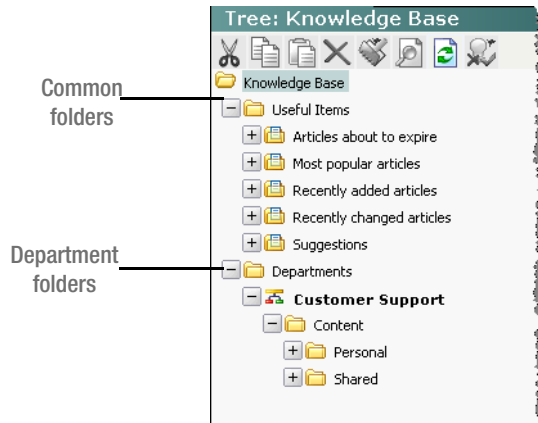 Tree: Knowledge Base
Knowledge Base
Common
folders
Useful Items
Articles about to expire
Most popular articles
Recently added articles
Recently changed articles
Suggestions
Department
folders
Departments
Customer Support
Content
Personal
Shared